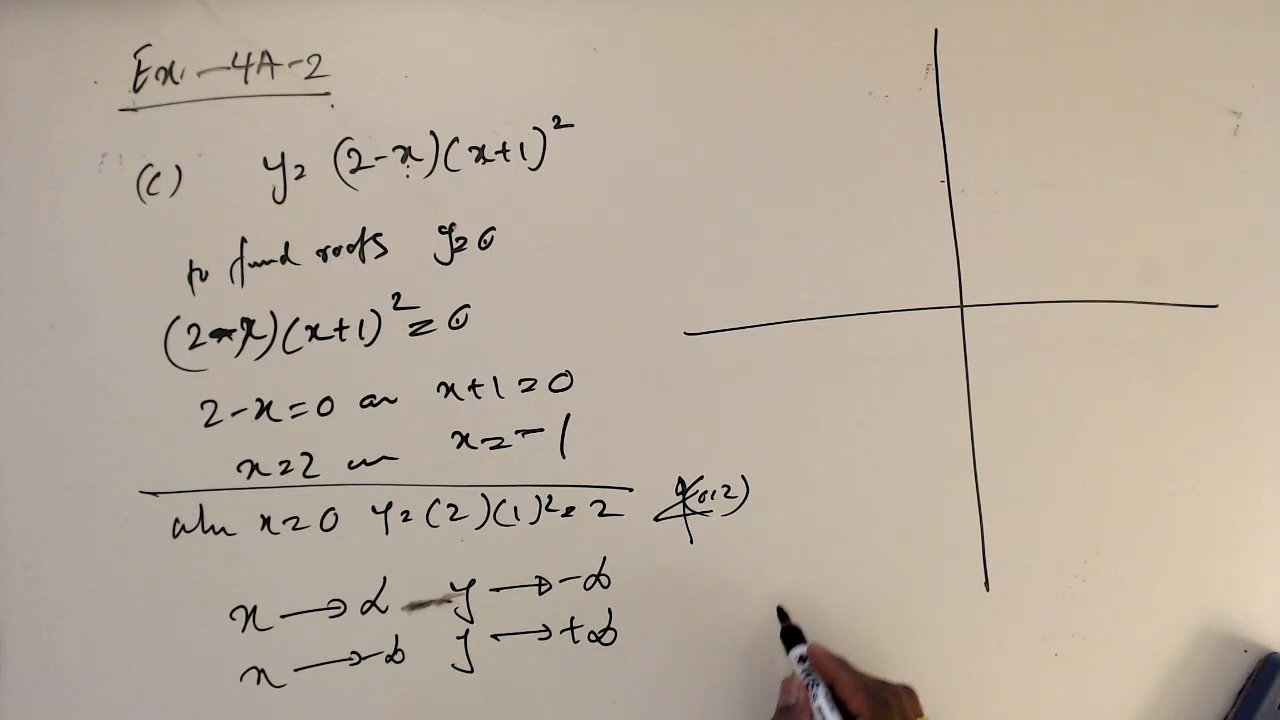 Ex. - 4A-2
(c) y = (2-x)(x+1)²
to find roots y=0
(2-x)(x+1)² = 0
2-x=0 or x+1=0
x=2 or x=-1
when x=0 y=(2)(1)²=2 (0,2)
x → ∞ y → -∞
x → -∞ y → +∞